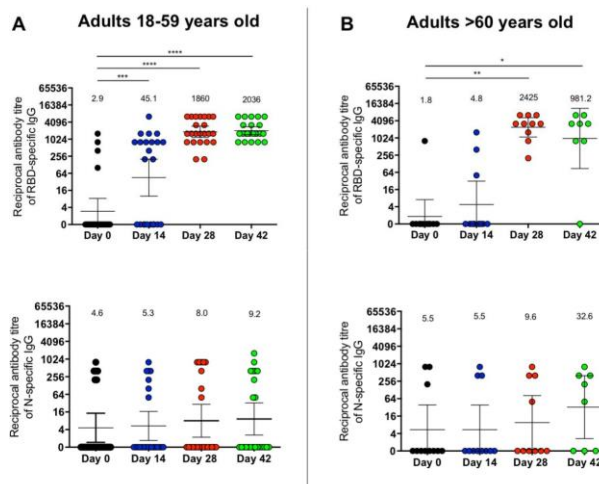 A
Adults 18-59 years old
****
****
***
2.9 45.1 1860 2036
Reciprocal antibody titre
of RBD-specific IgG
65536
16384
4096
1024
256
64
16
4
1
Day 0 Day 14 Day 28 Day 42
4.6 5.3 8.0 9.2
Reciprocal antibody titre
of N-specific IgG
65536
16384
4096
1024
256
64
16
4
1
Day 0 Day 14 Day 28 Day 42
B
Adults >60 years old
*
**
1.8 4.8 2425 981.2
Reciprocal antibody titre
of RBD-specific IgG
65536
16384
4096
1024
256
64
16
4
1
Day 0 Day 14 Day 28 Day 42
5.5 5.5 9.6 32.6
Reciprocal antibody titre
of N-specific IgG
65536
16384
4096
1024
256
64
16
4
1
Day 0 Day 14 Day 28 Day 42